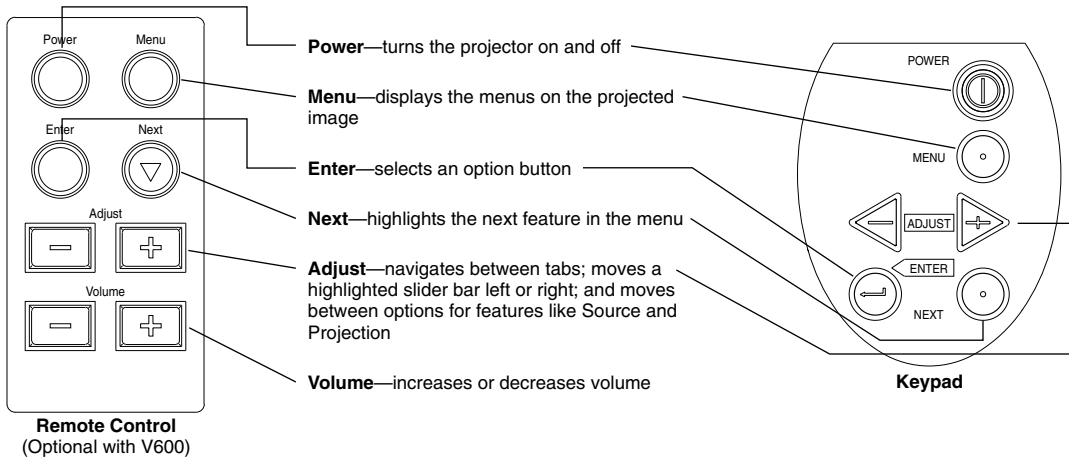 Power
Menu
Enter
Next
Adjust
Volume
Remote Control
(Optional with V600)
Power—turns the projector on and off
Menu—displays the menus on the projected
image
Enter—selects an option button
Next—highlights the next feature in the menu
Adjust—navigates between tabs; moves a
highlighted slider bar left or right; and moves
between options for features like Source and
Projection
Volume—increases or decreases volume
POWER
MENU
ADJUST
ENTER
NEXT
Keypad